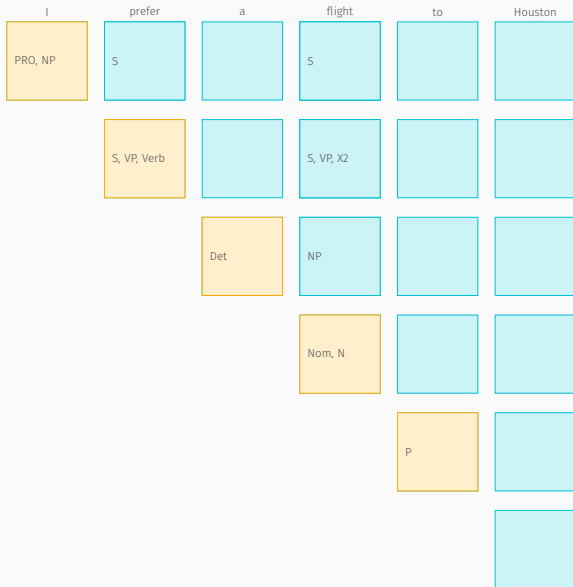 I prefer a flight to Houston
PRO, NP S S
S, VP, Verb S, VP, X2
Det NP
Nom, N
P